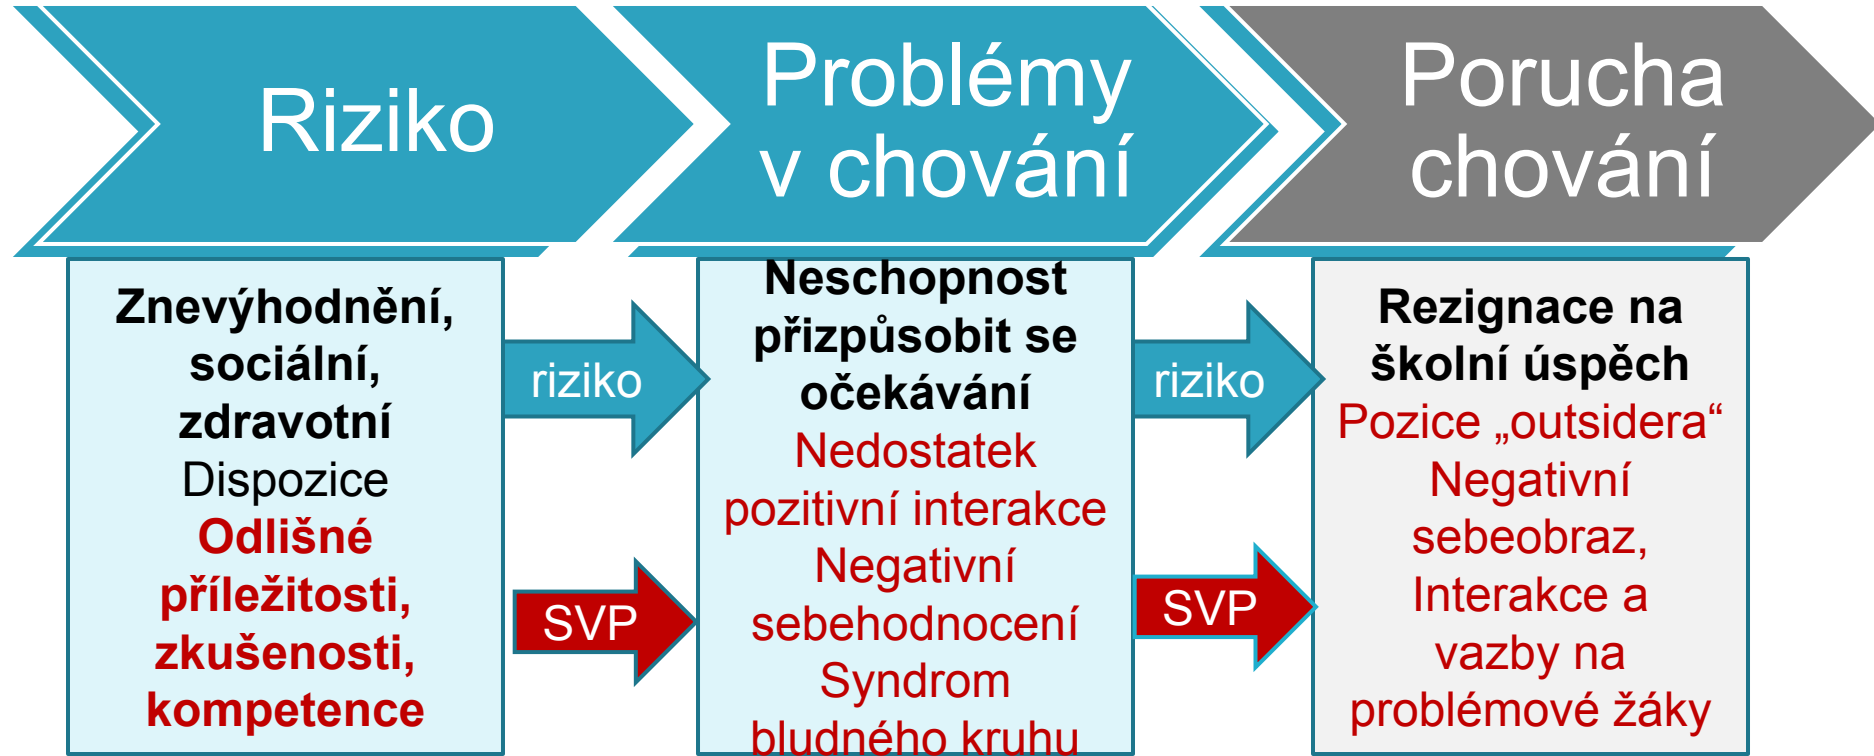 Riziko
Problémy
v chování
Porucha
chování
Znevýhodnění,
sociální,
zdravotní
Dispozice
Odlišné
příležitosti,
zkušenosti,
kompetence
riziko
SVP
Neschopnost
přizpůsobit se
očekávání
Nedostatek
pozitivní interakce
Negativní
sebehodnocení
Syndrom
bludného kruhu
riziko
SVP
Rezignace na
školní úspěch
Pozice „outsidera“
Negativní
sebeobraz,
Interakce a
vazby na
problémové žáky